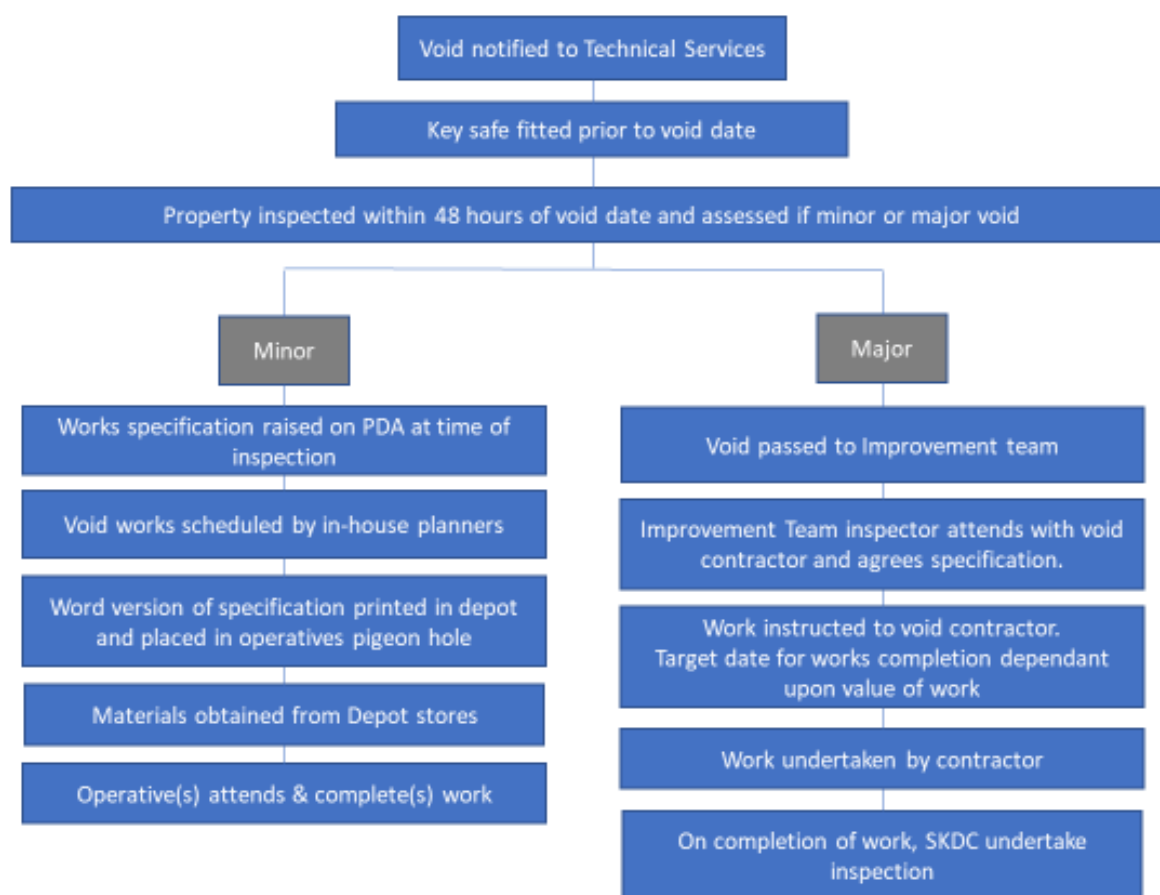 Void notified to Technical Services
Key safe fitted prior to void date
Property inspected within 48 hours of void date and assessed if minor or major void
Minor
Works specification raised on PDA at time of
inspection
Void works scheduled by in-house planners
Word version of specification printed in depot
and placed in operatives pigeon hole
Materials obtained from Depot stores
Operative(s) attends & complete(s) work
Major
Void passed to Improvement team
Improvement Team inspector attends with void
contractor and agrees specification.
Work instructed to void contractor.
Target date for works completion dependant
upon value of work
Work undertaken by contractor
On completion of work, SKDC undertake
inspection